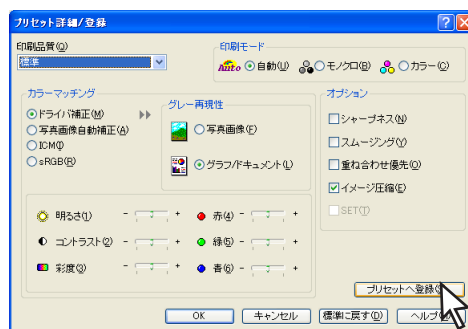 プリセット詳細/登録
印刷品質(Q)
標準
印刷モード
Auto 自動(U) モノクロ(B) カラー(C)
カラーマッチング
ドライバ補正(M)
写真画像自動補正(A)
ICM(I)
sRGB(R)
グレー再現性
写真画像(F)
グラフ/ドキュメント(L)
オプション
シャープネス(N)
スムージング(Y)
重ね合わせ優先(O)
イメージ圧縮(E)
SET(T)
明るさ(1) - + 赤(4) - +
コントラスト(2) - + 緑(5) - +
彩度(3) - + 青(6) - +
プリセットへ登録
OK キャンセル 標準に戻す(D) ヘルプ